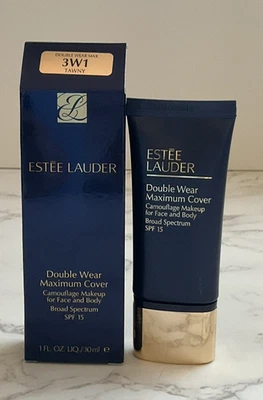 DOUBLE WEAR MAX
3W1
TAWNY
ESTĒE LAUDER
Double Wear
Maximum Cover
Camouflage Makeup
for Face and Body
Broad Spectrum
SPF 15
1 FL. OZ. LIQ./30ml ℮
ESTĒE
LAUDER
Double Wear
Maximum Cover
Camouflage Makeup
for Face and Body
Broad Spectrum
SPF 15